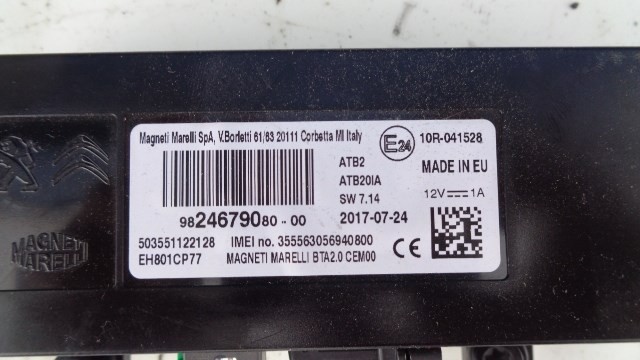 Magneti Marelli SpA, V.Borletti 61/63 20111 Corbetta MI Italy
E24
10R-041528
ATB2
MADE IN EU
ATB20IA
SW 7.14
12V⎓1A
9824679080-00
2017-07-24
503551122128
IMEI no. 355563056940800
CE
EH801CP77
MAGNETI MARELLI BTA2.0 CEM00
MAGNETI
MARELLI